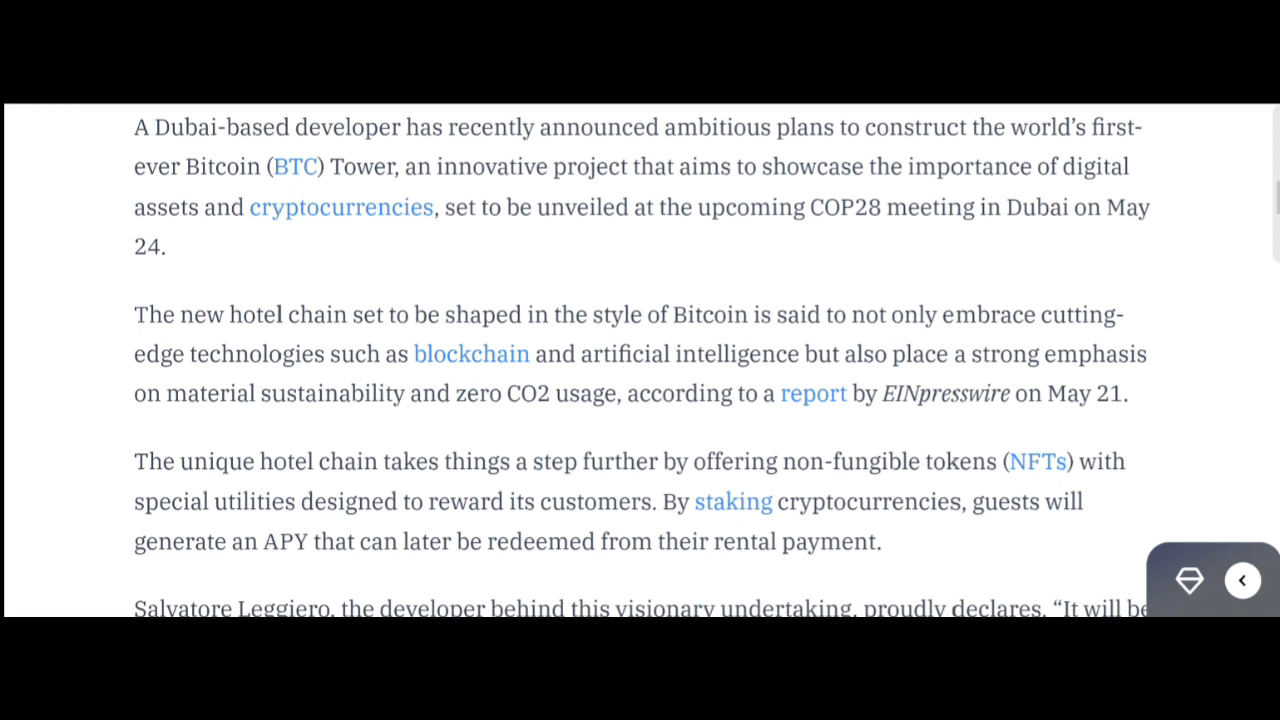 A Dubai-based developer has recently announced ambitious plans to construct the world’s first-
ever Bitcoin (BTC) Tower, an innovative project that aims to showcase the importance of digital
assets and cryptocurrencies, set to be unveiled at the upcoming COP28 meeting in Dubai on May
24.
The new hotel chain set to be shaped in the style of Bitcoin is said to not only embrace cutting-
edge technologies such as blockchain and artificial intelligence but also place a strong emphasis
on material sustainability and zero CO2 usage, according to a report by EINpresswire on May 21.
The unique hotel chain takes things a step further by offering non-fungible tokens (NFTs) with
special utilities designed to reward its customers. By staking cryptocurrencies, guests will
generate an APY that can later be redeemed from their rental payment.
Salvatore Leggiero, the developer behind this visionary undertaking, proudly declares, “It will be